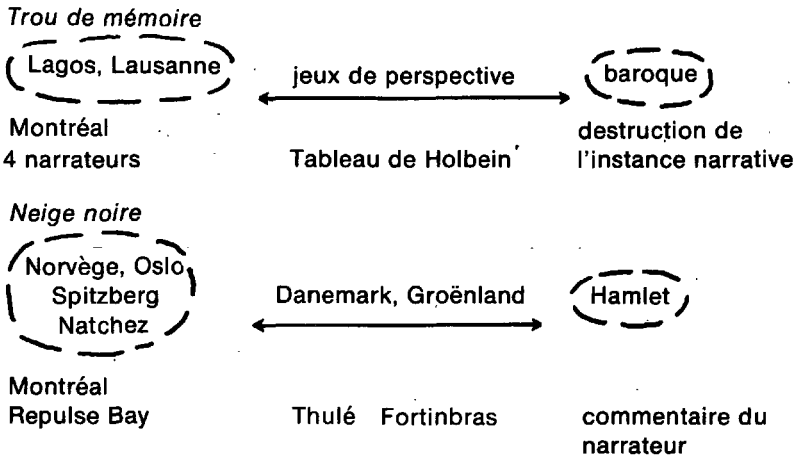 Trou de mémoire
Lagos, Lausanne
jeux de perspective
baroque
Montréal
4 narrateurs
Tableau de Holbein
destruction de
l'instance narrative
Neige noire
Norvège, Oslo
Spitzberg
Natchez
Danemark, Groënland
Hamlet
Montréal
Repulse Bay
Thulé Fortinbras
commentaire du
narrateur